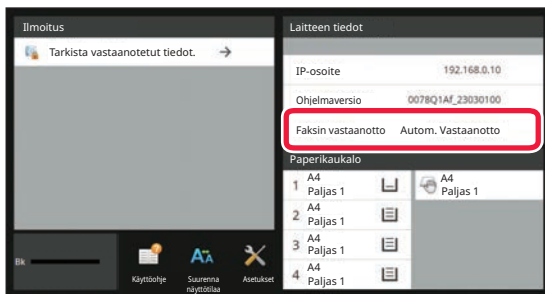 Ilmoitus
Tarkista vastaanotetut tiedot.
Laitteen tiedot
IP-osoite 192.168.0.10
Ohjelmaversio 0078Q1Af_23030100
Faksin vastaanotto Autom. Vastaanotto
Paperikaukalo
1 A4
Paljas 1
A4
Paljas 1
2 A4
Paljas 1
3 A4
Paljas 1
4 A4
Paljas 1
Bk
Käyttöohje
Suurenna
näyttötilaa
Asetukset